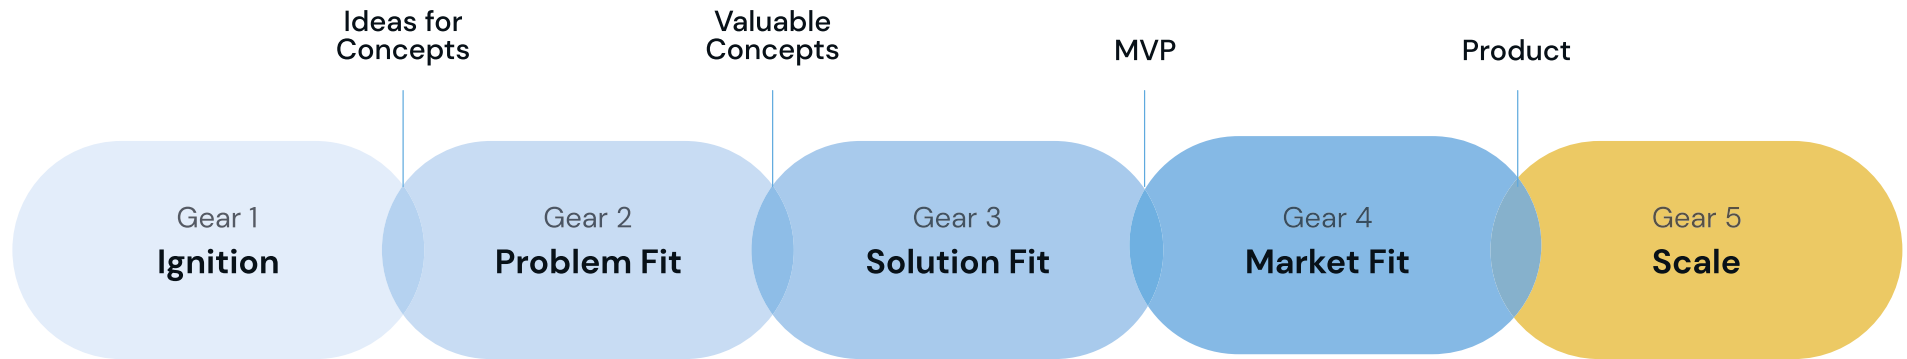 Ideas for
Concepts
Valuable
Concepts
MVP
Product
Gear 1
Ignition
Gear 2
Problem Fit
Gear 3
Solution Fit
Gear 4
Market Fit
Gear 5
Scale